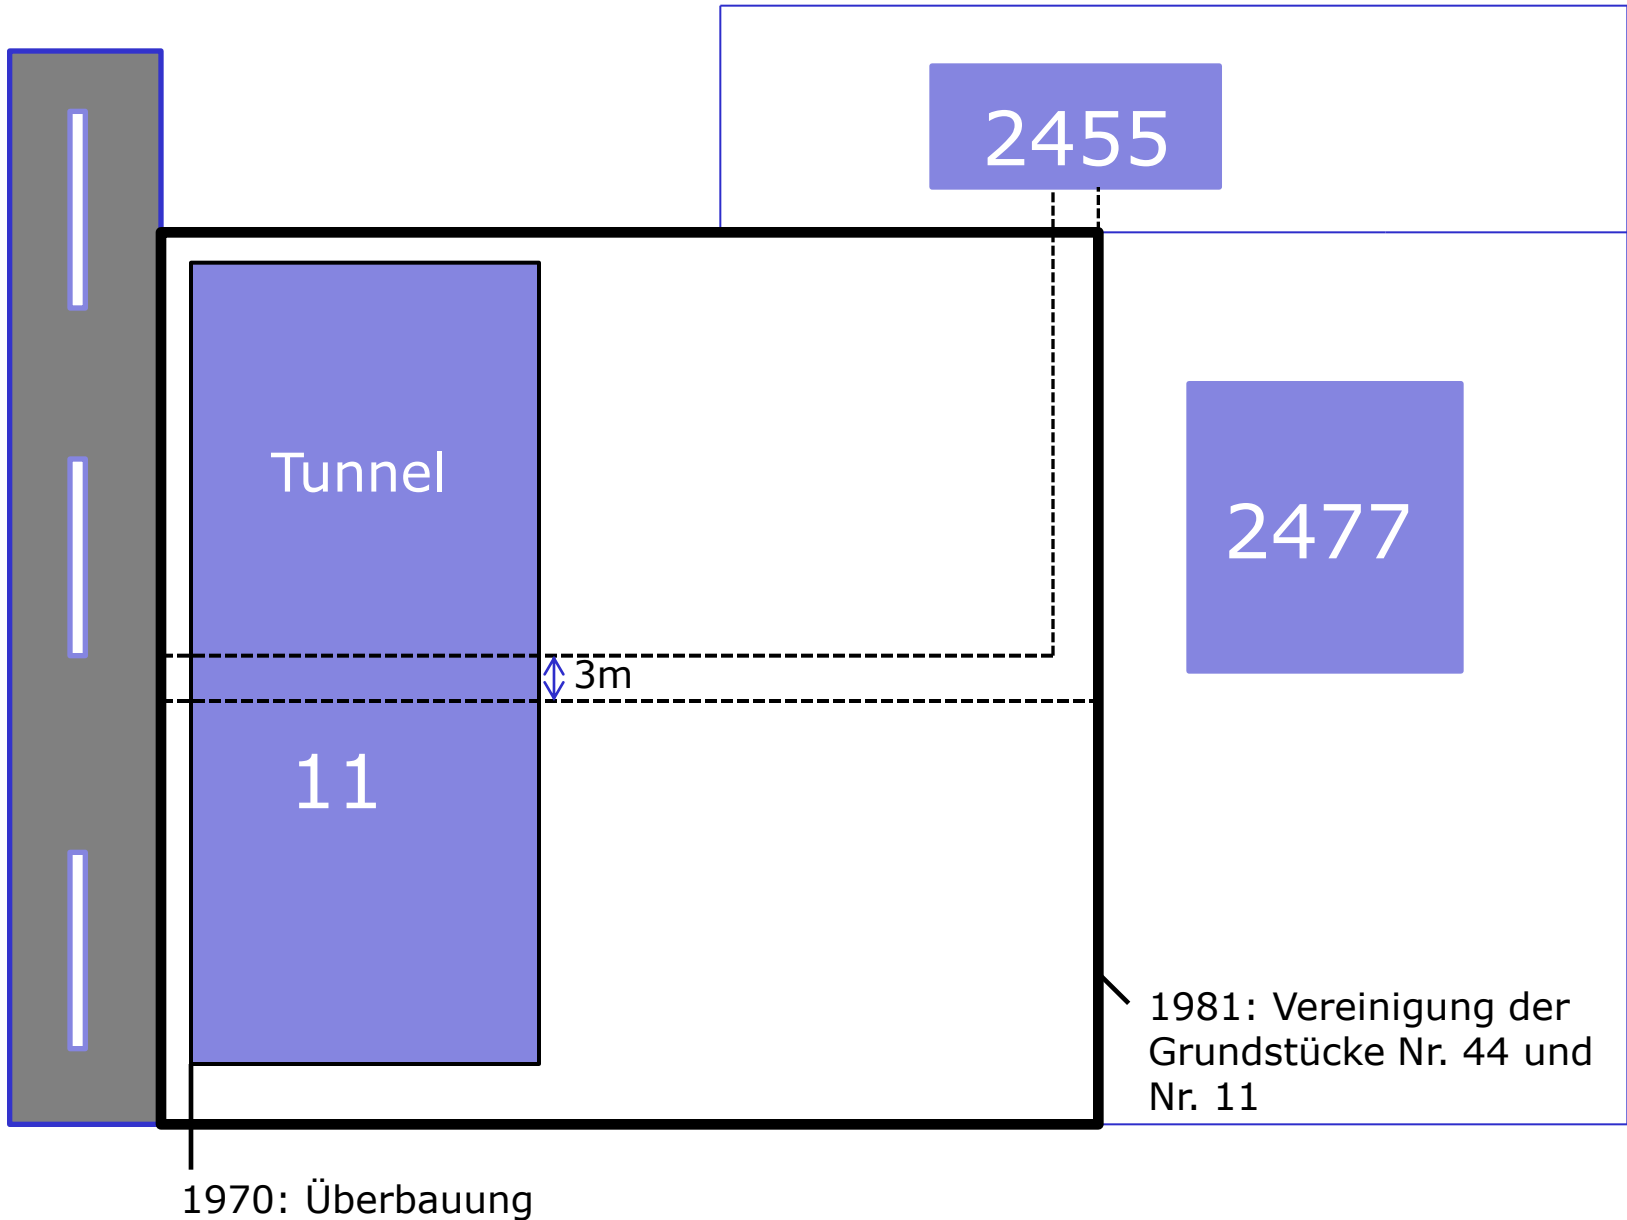 2455
Tunnel
2477
3m
11
1981: Vereinigung der
Grundstücke Nr. 44 und
Nr. 11
1970: Überbauung